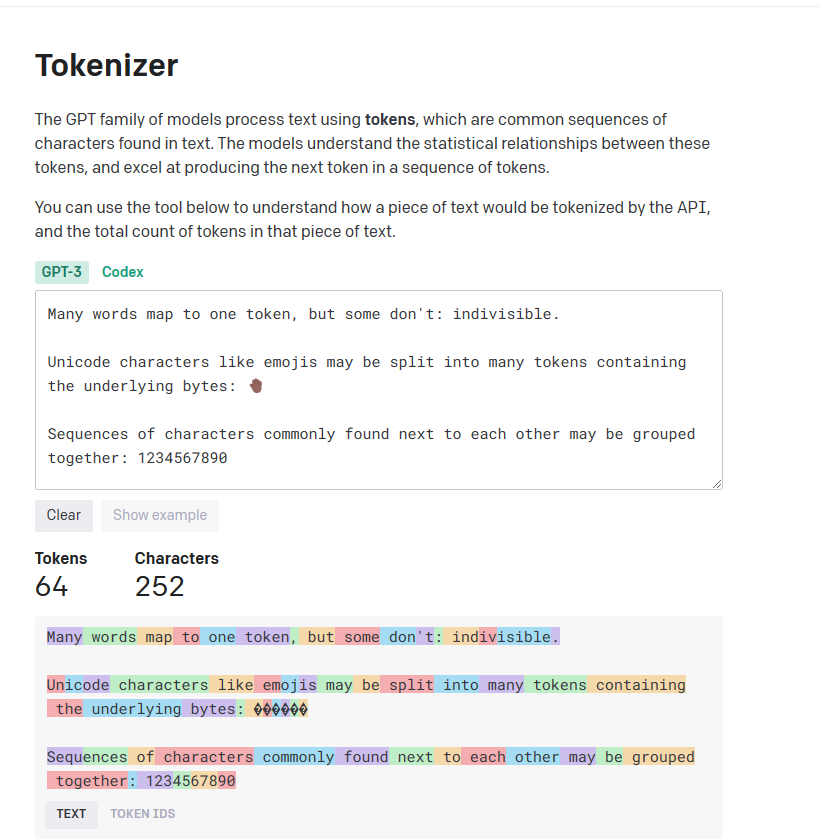 Tokenizer
The GPT family of models process text using tokens, which are common sequences of
characters found in text. The models understand the statistical relationships between these
tokens, and excel at producing the next token in a sequence of tokens.
You can use the tool below to understand how a piece of text would be tokenized by the API,
and the total count of tokens in that piece of text.
GPT-3 Codex
Many words map to one token, but some don't: indivisible.
Unicode characters like emojis may be split into many tokens containing
the underlying bytes: 🤚🏾
Sequences of characters commonly found next to each other may be grouped
together: 1234567890
Clear Show example
Tokens Characters
64 252
Many words map to one token, but some don't: indivisible.
Unicode characters like emojis may be split into many tokens containing
the underlying bytes: ������
Sequences of characters commonly found next to each other may be grouped
together: 1234567890
TEXT TOKEN IDS